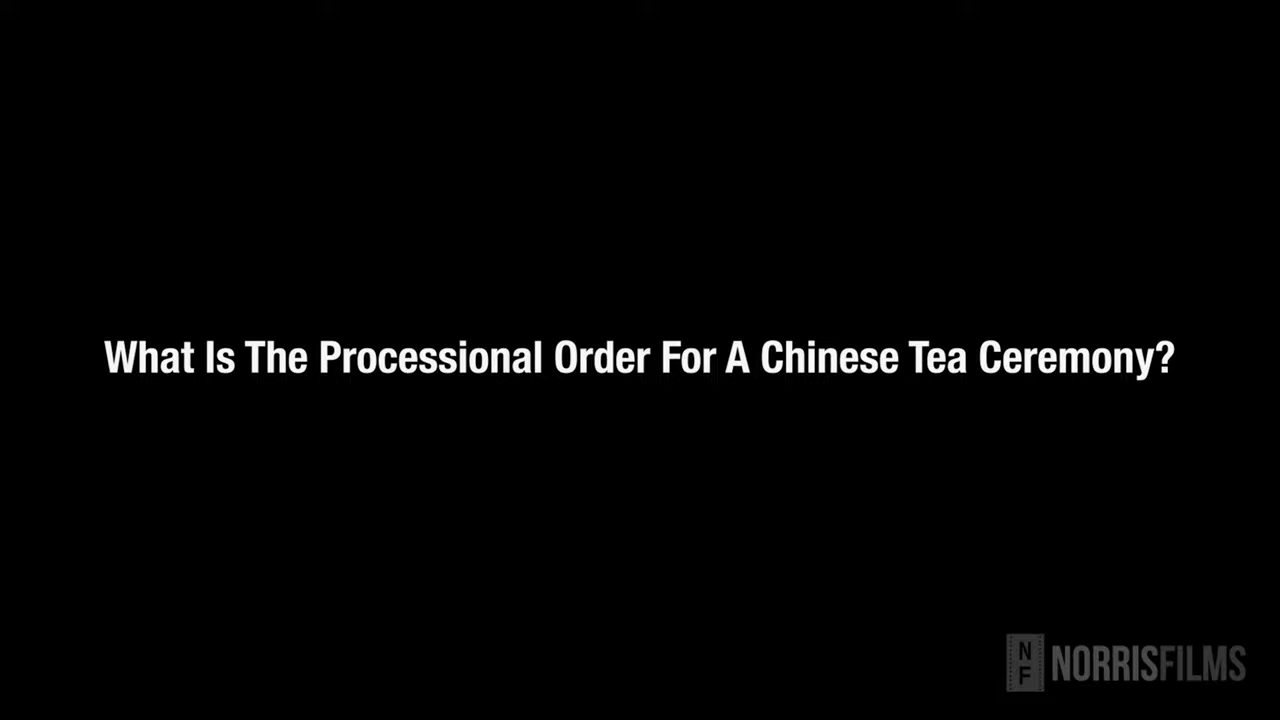 What Is The Processional Order For A Chinese Tea Ceremony?
NF NORRISFILMS